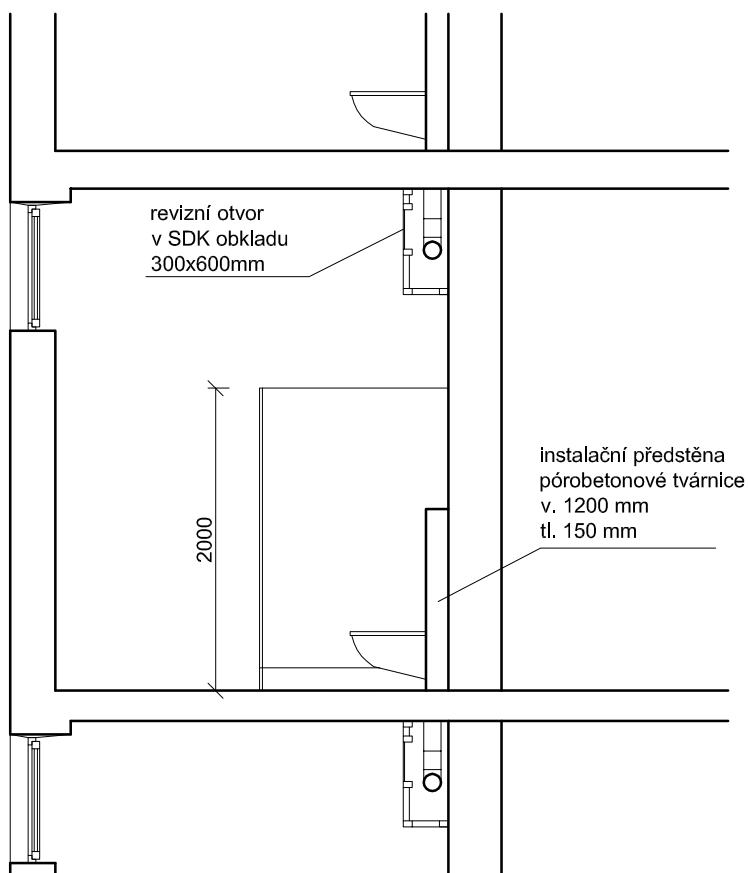 revizní otvor
v SDK obkladu
300x600mm
instalační předstěna
pórobetonové tvárnice
v. 1200 mm
tl. 150 mm
2000